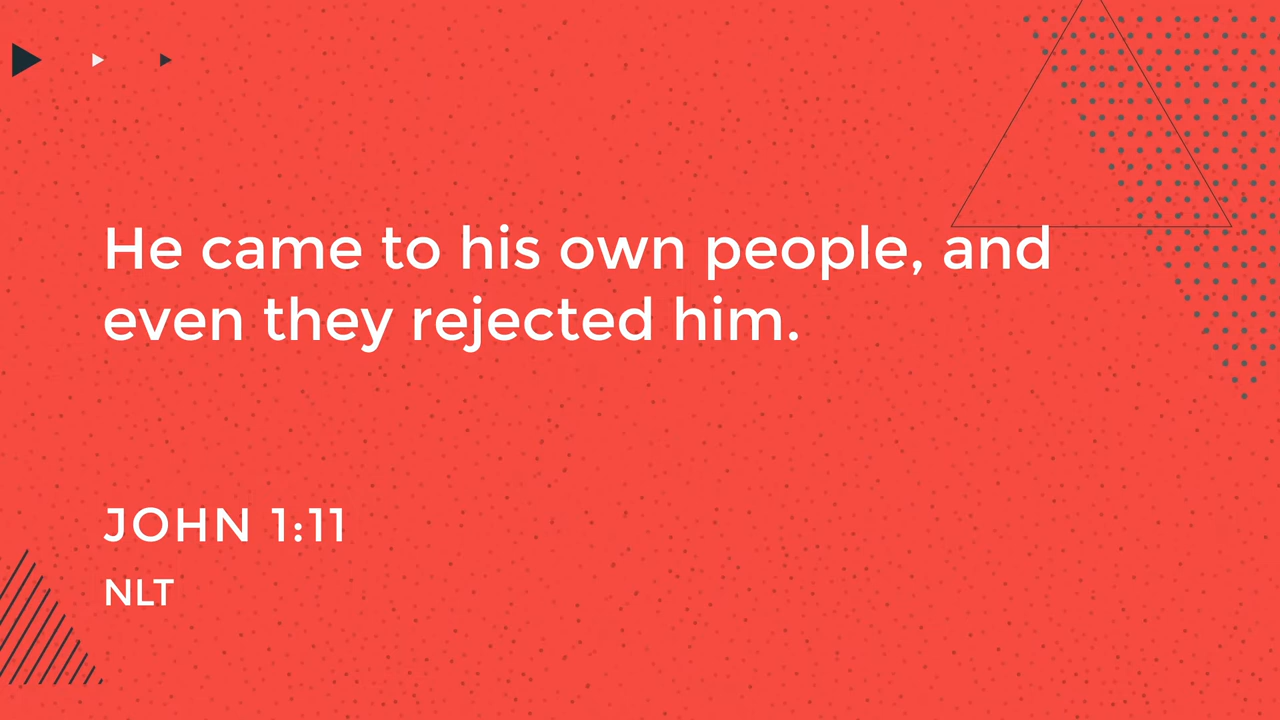 He came to his own people, and
even they rejected him.
JOHN 1:11
NLT